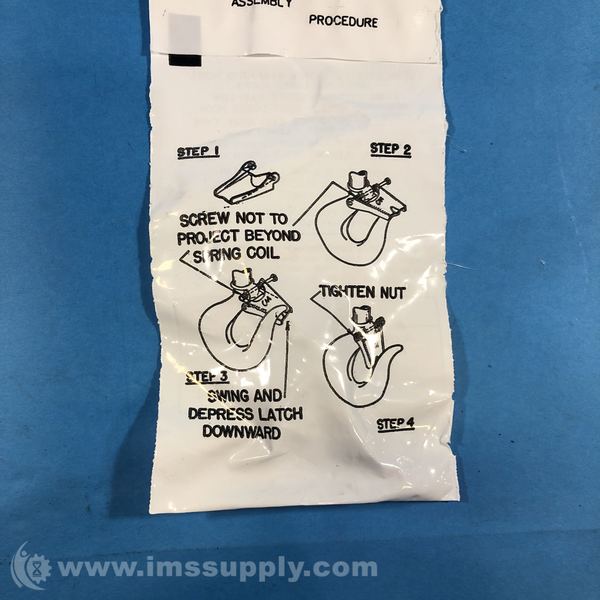 ASSEMBLY
PROCEDURE
STEP 1
STEP 2
SCREW NOT TO
PROJECT BEYOND
SPRING COIL
TIGHTEN NUT
STEP 3
SWING AND
DEPRESS LATCH
DOWNWARD
STEP 4
www.imssupply.com